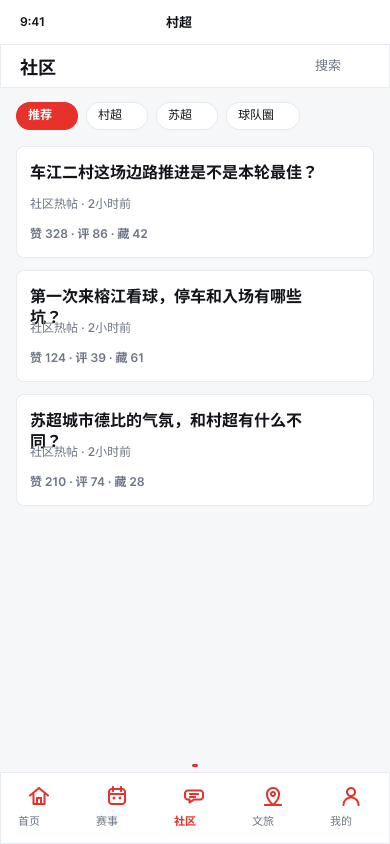 9:41
村超
社区
搜索
推荐
村超
苏超
球队圈
车江二村这场边路推进是不是本轮最佳？
社区热帖 · 2小时前
赞 328 · 评 86 · 藏 42
第一次来榕江看球，停车和入场有哪些
坑？
社区热帖 · 2小时前
赞 124 · 评 39 · 藏 61
苏超城市德比的气氛，和村超有什么不
同？
社区热帖 · 2小时前
赞 210 · 评 74 · 藏 28
首页
赛事
社区
文旅
我的